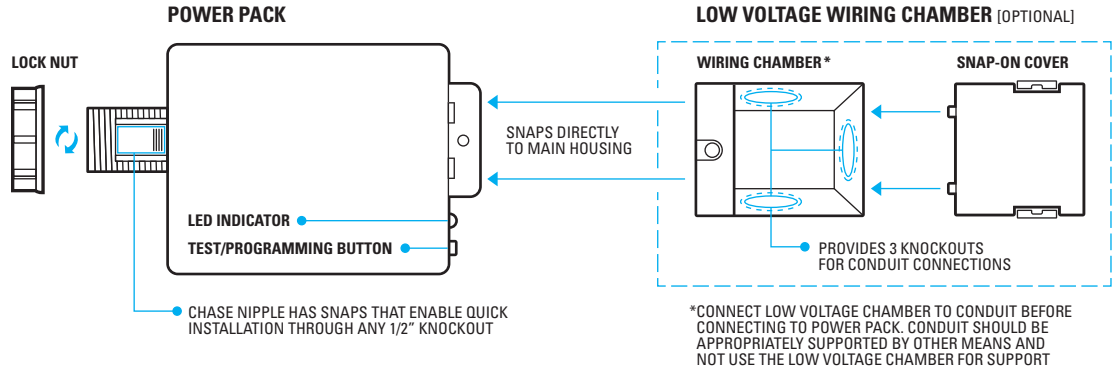 POWER PACK
LOW VOLTAGE WIRING CHAMBER [OPTIONAL]
LOCK NUT
WIRING CHAMBER*
SNAP-ON COVER
SNAPS DIRECTLY
TO MAIN HOUSING
LED INDICATOR
TEST/PROGRAMMING BUTTON
PROVIDES 3 KNOCKOUTS
FOR CONDUIT CONNECTIONS
CHASE NIPPLE HAS SNAPS THAT ENABLE QUICK
INSTALLATION THROUGH ANY 1/2" KNOCKOUT
*CONNECT LOW VOLTAGE CHAMBER TO CONDUIT BEFORE
CONNECTING TO POWER PACK. CONDUIT SHOULD BE
APPROPRIATELY SUPPORTED BY OTHER MEANS AND
NOT USE THE LOW VOLTAGE CHAMBER FOR SUPPORT